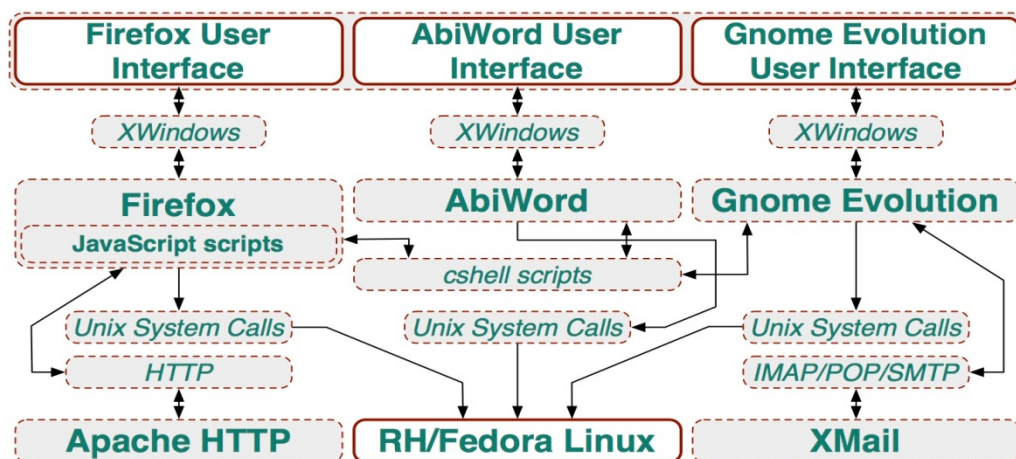 Firefox User
Interface
AbiWord User
Interface
Gnome Evolution
User Interface
XWindows
XWindows
XWindows
Firefox
JavaScript scripts
AbiWord
Gnome Evolution
cshell scripts
Unix System Calls
Unix System Calls
Unix System Calls
HTTP
IMAP/POP/SMTP
Apache HTTP
RH/Fedora Linux
XMail